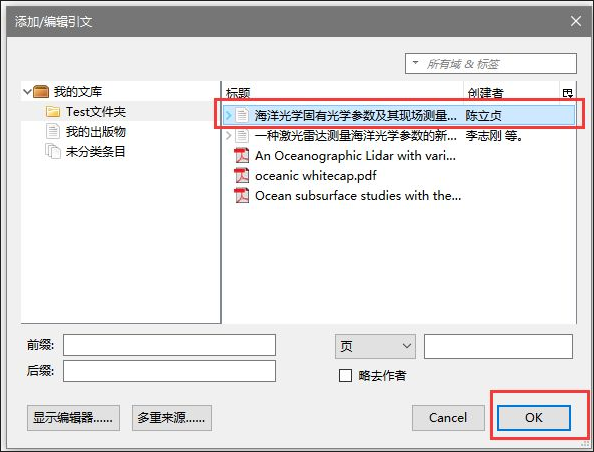 添加/编辑引文
所有域 & 标签
我的文库
Test文件夹
我的出版物
未分类条目
标题 创建者
海洋光学固有光学参数及其现场测量... 陈立贞
一种激光雷达测量海洋光学参数的新... 李志刚 等。
An Oceanographic Lidar with vari...
oceanic whitecap.pdf
Ocean subsurface studies with the...
前缀: 页
后缀: 略去作者
显示编辑器...... 多重来源...... Cancel OK